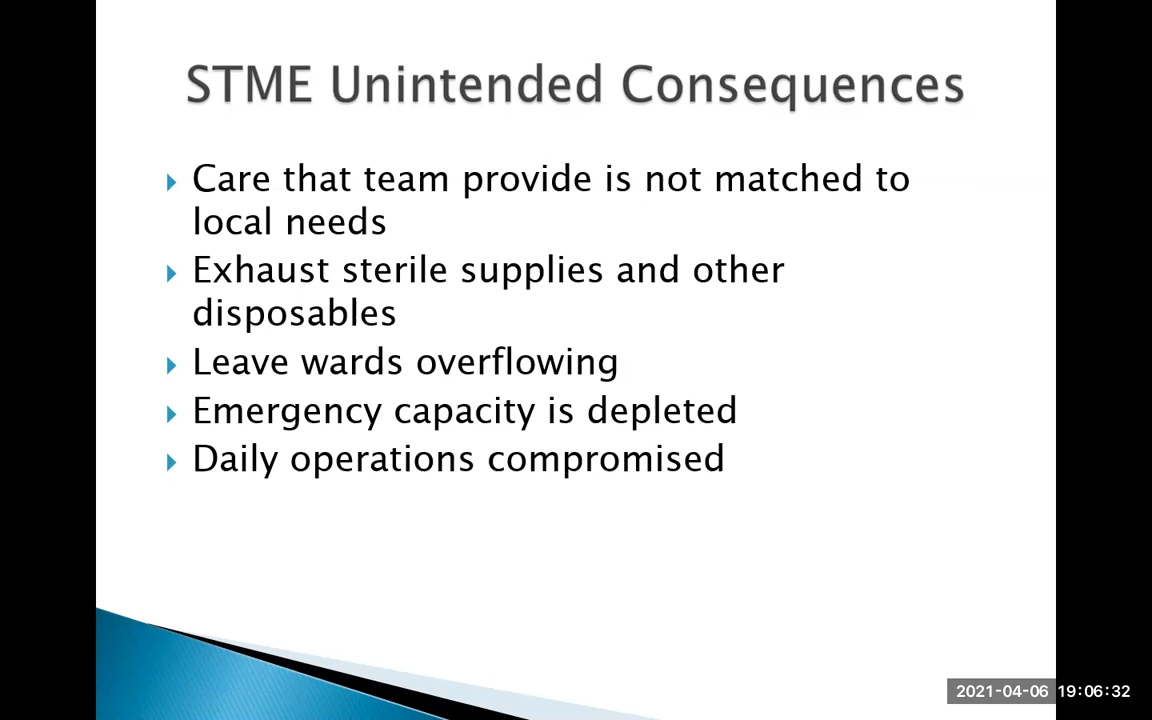 STME Unintended Consequences
Care that team provide is not matched to
local needs
Exhaust sterile supplies and other
disposables
Leave wards overflowing
Emergency capacity is depleted
Daily operations compromised
2021-04-06 19:06:32